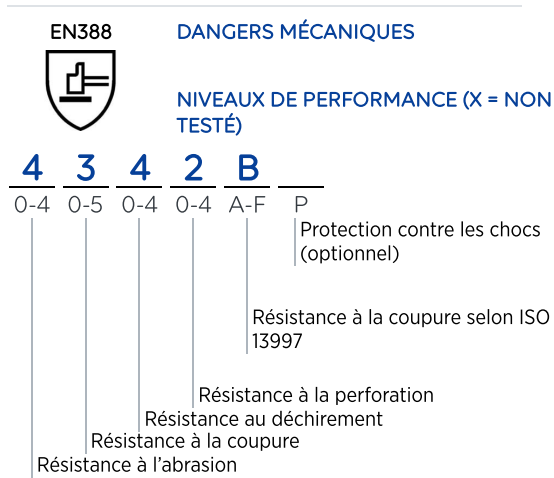 EN388
DANGERS MÉCANIQUES
NIVEAUX DE PERFORMANCE (X = NON
TESTÉ)
4 3 4 2 B
0-4 0-5 0-4 0-4 A-F P
Protection contre les chocs
(optionnel)
Résistance à la coupure selon ISO
13997
Résistance à la perforation
Résistance au déchirement
Résistance à la coupure
Résistance à l'abrasion